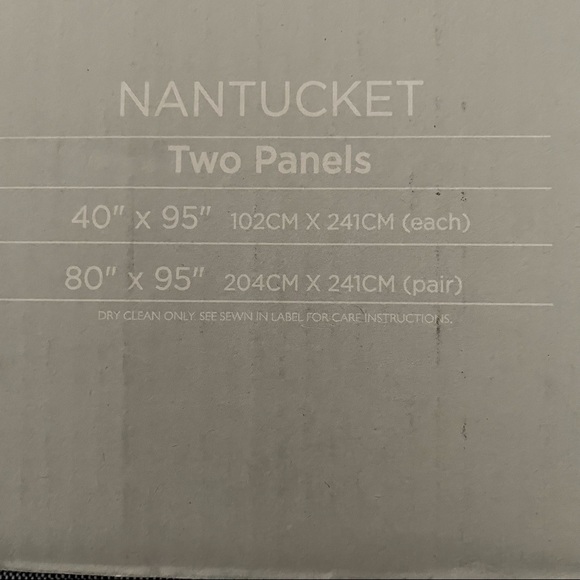 NANTUCKET
Two Panels
40" x 95" 102CM X 241CM (each)
80" x 95" 204CM X 241CM (pair)
DRY CLEAN ONLY. SEE SEWN IN LABEL FOR CARE INSTRUCTIONS.